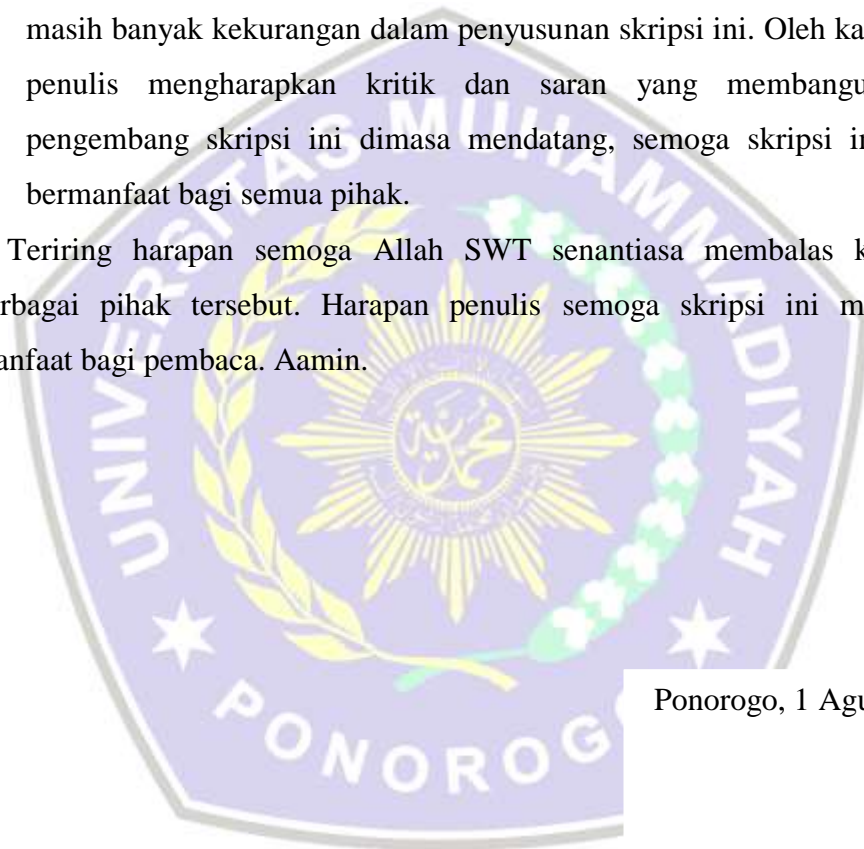 masih banyak kekurangan dalam penyusunan skripsi ini. Oleh ka
penulis mengharapkan kritik dan saran yang membangu
pengembang skripsi ini dimasa mendatang, semoga skripsi in
bermanfaat bagi semua pihak.
Teriring harapan semoga Allah SWT senantiasa membalas k
rbagai pihak tersebut. Harapan penulis semoga skripsi ini m
anfaat bagi pembaca. Aamin.
UNIVERSITAS MUHAMMADIYAH
محمدية
PONOROGO
Ponorogo, 1 Agu